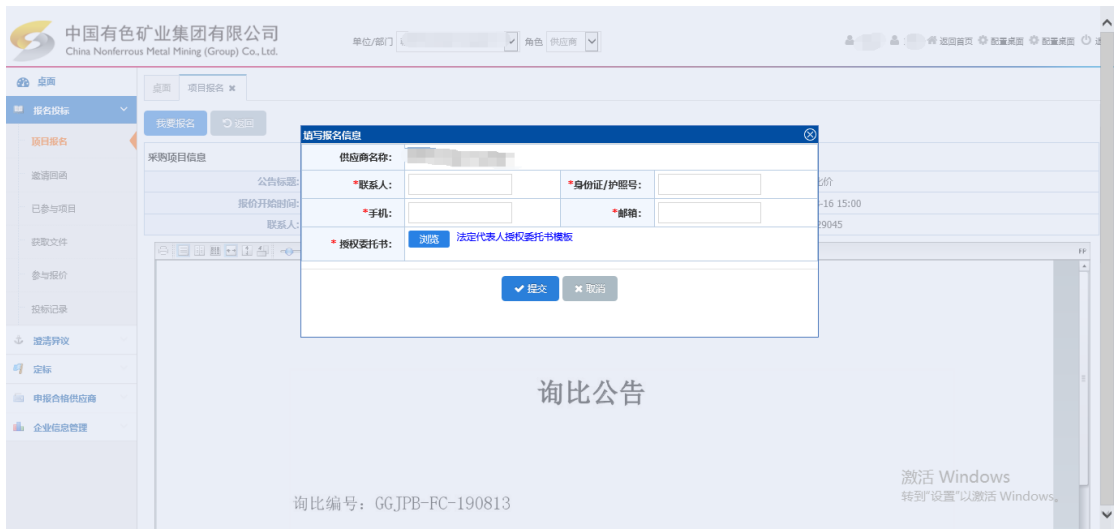 中国有色矿业集团有限公司
China Nonferrous Metal Mining (Group) Co., Ltd.
单位/部门 角色 供应商
返回首页 配置桌面 配置桌面
桌面
报名投标
项目报名
邀请回函
已参与项目
获取文件
参与报价
投标记录
澄清异议
定标
申报合格供应商
企业信息管理
桌面 项目报名
我要报名 返回
采购项目信息
公告标题:
报价开始时间: -16 15:00
联系人: 29045
填写报名信息
供应商名称:
*联系人: *身份证/护照号:
*手机: *邮箱:
* 授权委托书: 浏览 法定代表人授权委托书模板
提交 取消
询比公告
询比编号: GGJPB-FC-190813
激活 Windows
转到"设置"以激活 Windows。